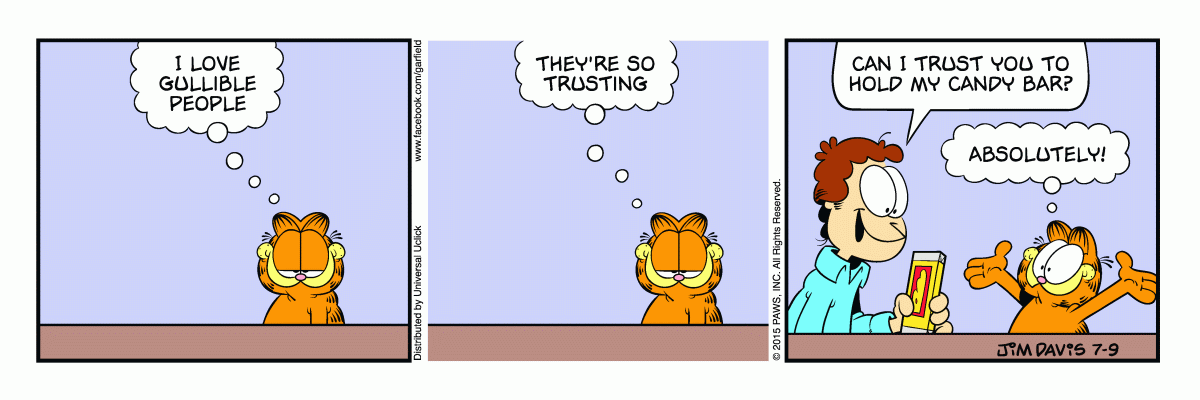 I LOVE
GULLIBLE
PEOPLE
www.facebook.com/garfield
Distributed by Universal Uclick
THEY'RE SO
TRUSTING
© 2015 PAWS, INC. All Rights Reserved.
CAN I TRUST YOU TO
HOLD MY CANDY BAR?
ABSOLUTELY!
JIM DAVIS 7-9